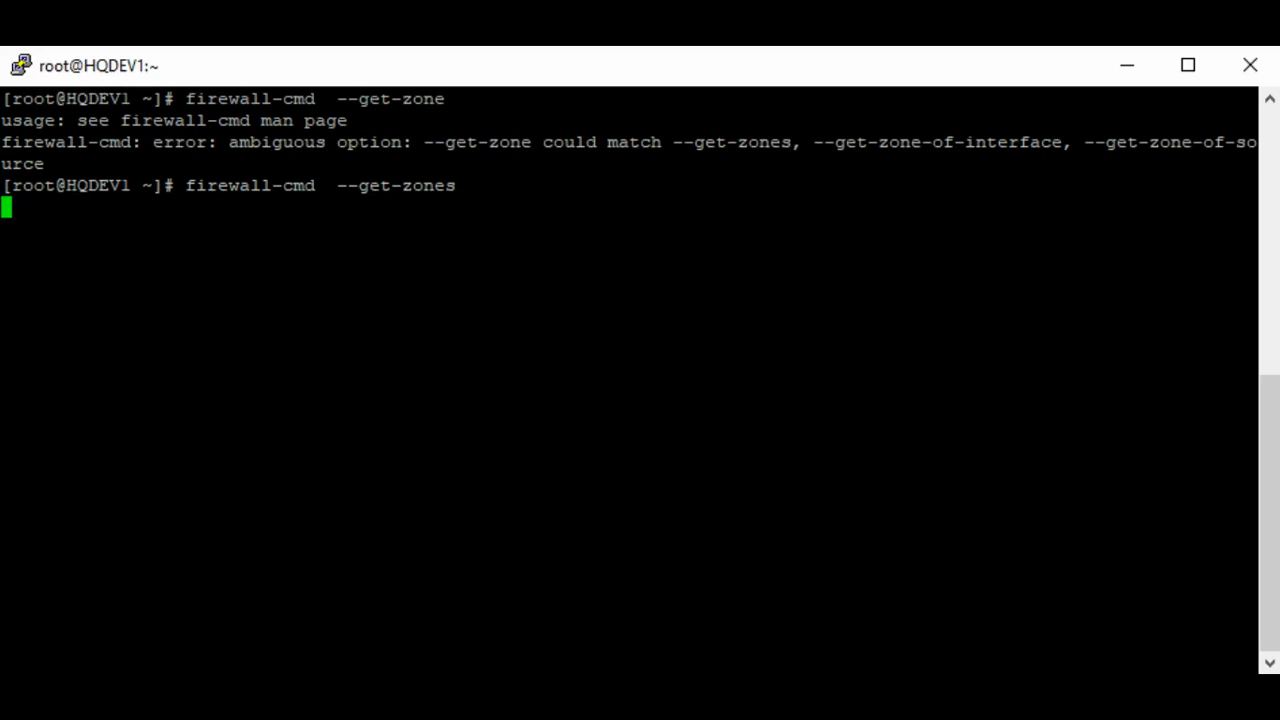 root@HQDEV1:~
[root@HQDEV1 ~]# firewall-cmd  --get-zone
usage: see firewall-cmd man page
firewall-cmd: error: ambiguous option: --get-zone could match --get-zones, --get-zone-of-interface, --get-zone-of-so
urce
[root@HQDEV1 ~]# firewall-cmd  --get-zones